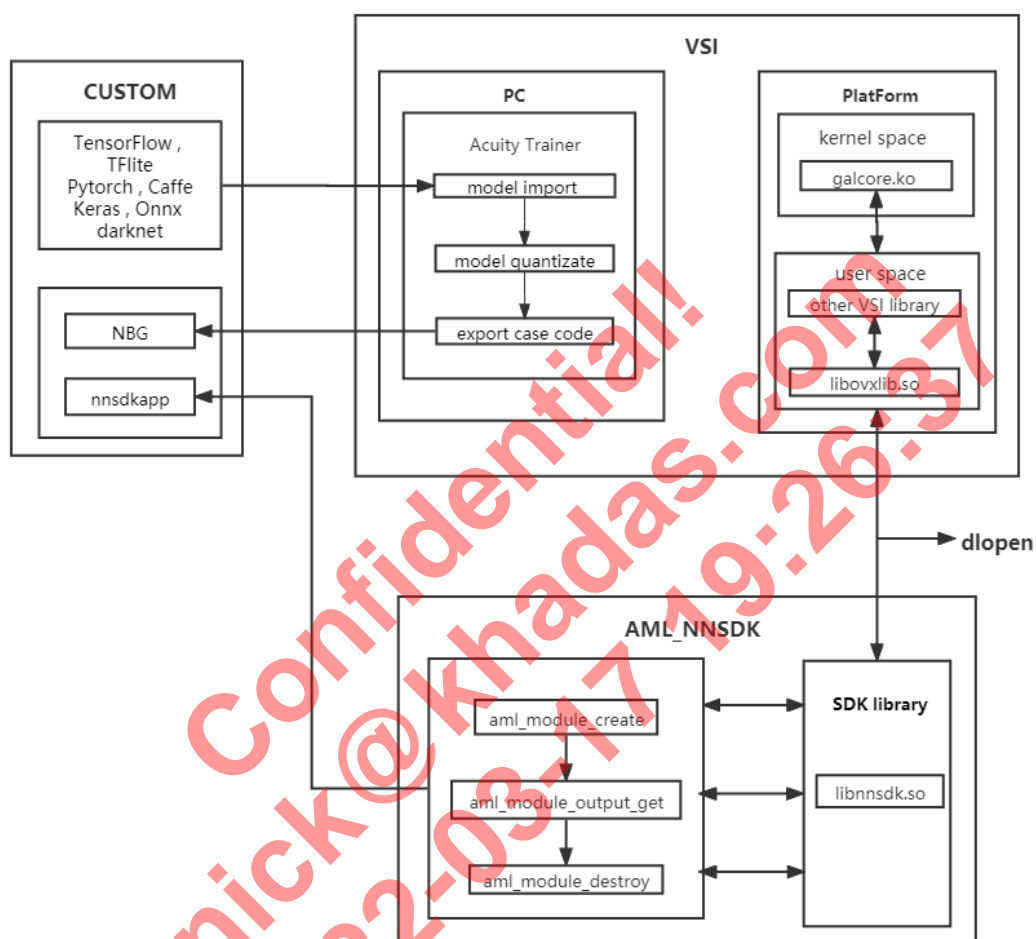 VSI
CUSTOM
TensorFlow ,
TFlite
Pytorch , Caffe
Keras , Onnx
darknet
NBG
nnsdkapp
PC
Acuity Trainer
model import
model quantizate
export case code
PlatForm
kernel space
galcore.ko
user space
other VSI library
libovxlib.so
dlopen
AML_NNSDK
aml_module_create
aml_module_output_get
aml_module_destroy
SDK library
libnnsdk.so
Confidential!
nick@khadas.com
22-03-17 19:26:37